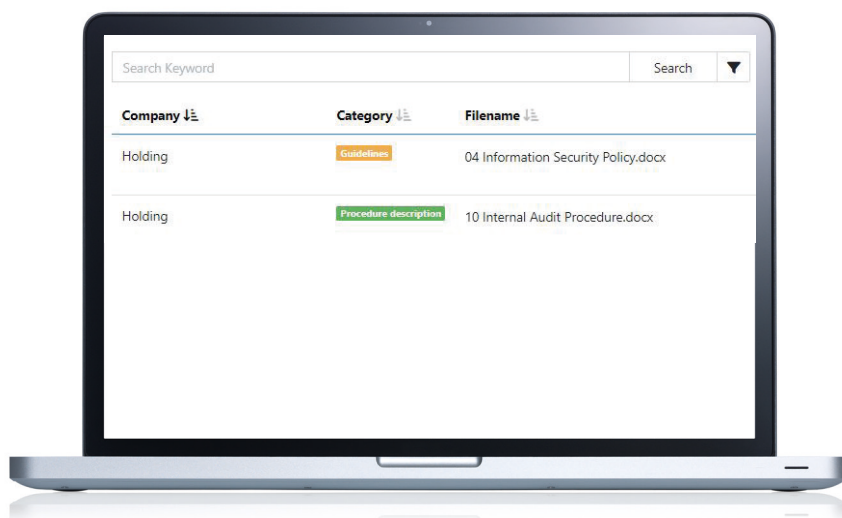 Search Keyword Search
Company Category Filename
Holding Guidelines 04 Information Security Policy.docx
Holding Procedure description 10 Internal Audit Procedure.docx